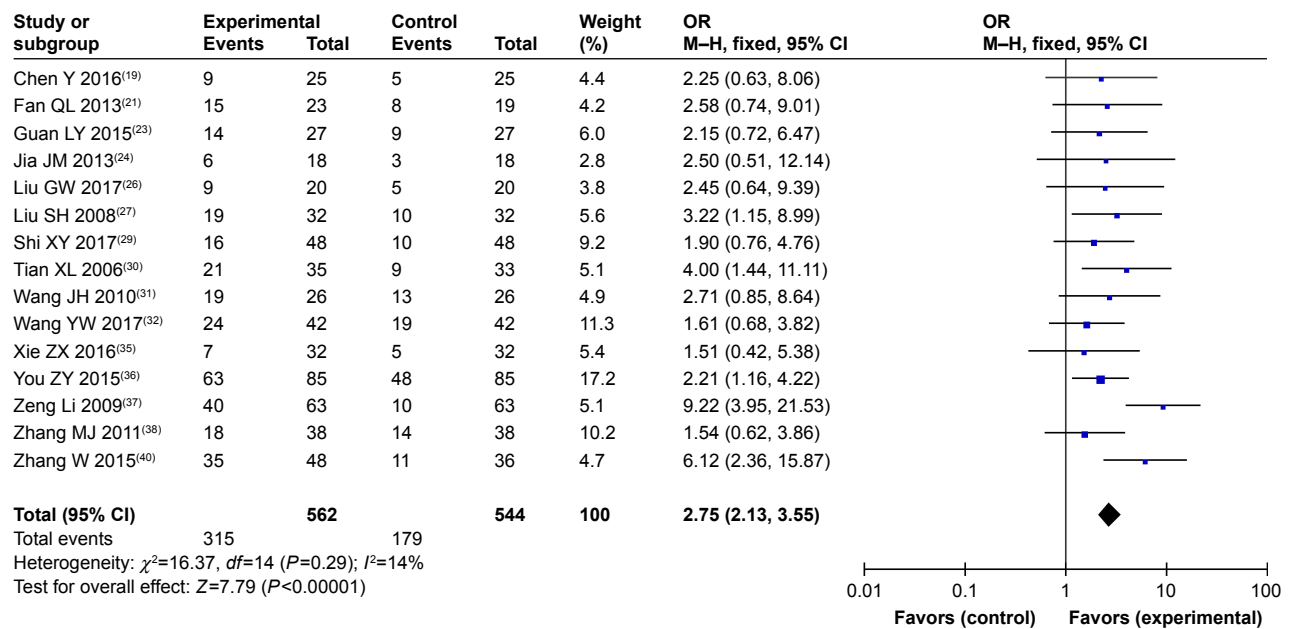 Study or Experimental Control Weight OR OR
subgroup Events Total Events Total (%) M–H, fixed, 95% CI M–H, fixed, 95% CI
Chen Y 2016(19) 9 25 5 25 4.4 2.25 (0.63, 8.06)
Fan QL 2013(21) 15 23 8 19 4.2 2.58 (0.74, 9.01)
Guan LY 2015(23) 14 27 9 27 6.0 2.15 (0.72, 6.47)
Jia JM 2013(24) 6 18 3 18 2.8 2.50 (0.51, 12.14)
Liu GW 2017(26) 9 20 5 20 3.8 2.45 (0.64, 9.39)
Liu SH 2008(27) 19 32 10 32 5.6 3.22 (1.15, 8.99)
Shi XY 2017(29) 16 48 10 48 9.2 1.90 (0.76, 4.76)
Tian XL 2006(30) 21 35 9 33 5.1 4.00 (1.44, 11.11)
Wang JH 2010(31) 19 26 13 26 4.9 2.71 (0.85, 8.64)
Wang YW 2017(32) 24 42 19 42 11.3 1.61 (0.68, 3.82)
Xie ZX 2016(35) 7 32 5 32 5.4 1.51 (0.42, 5.38)
You ZY 2015(36) 63 85 48 85 17.2 2.21 (1.16, 4.22)
Zeng Li 2009(37) 40 63 10 63 5.1 9.22 (3.95, 21.53)
Zhang MJ 2011(38) 18 38 14 38 10.2 1.54 (0.62, 3.86)
Zhang W 2015(40) 35 48 11 36 4.7 6.12 (2.36, 15.87)
Total (95% CI) 562 544 100 2.75 (2.13, 3.55)
Total events 315 179
Heterogeneity: χ²=16.37, df=14 (P=0.29); I²=14%
Test for overall effect: Z=7.79 (P<0.00001)
0.01 0.1 1 10 100
Favors (control) Favors (experimental)